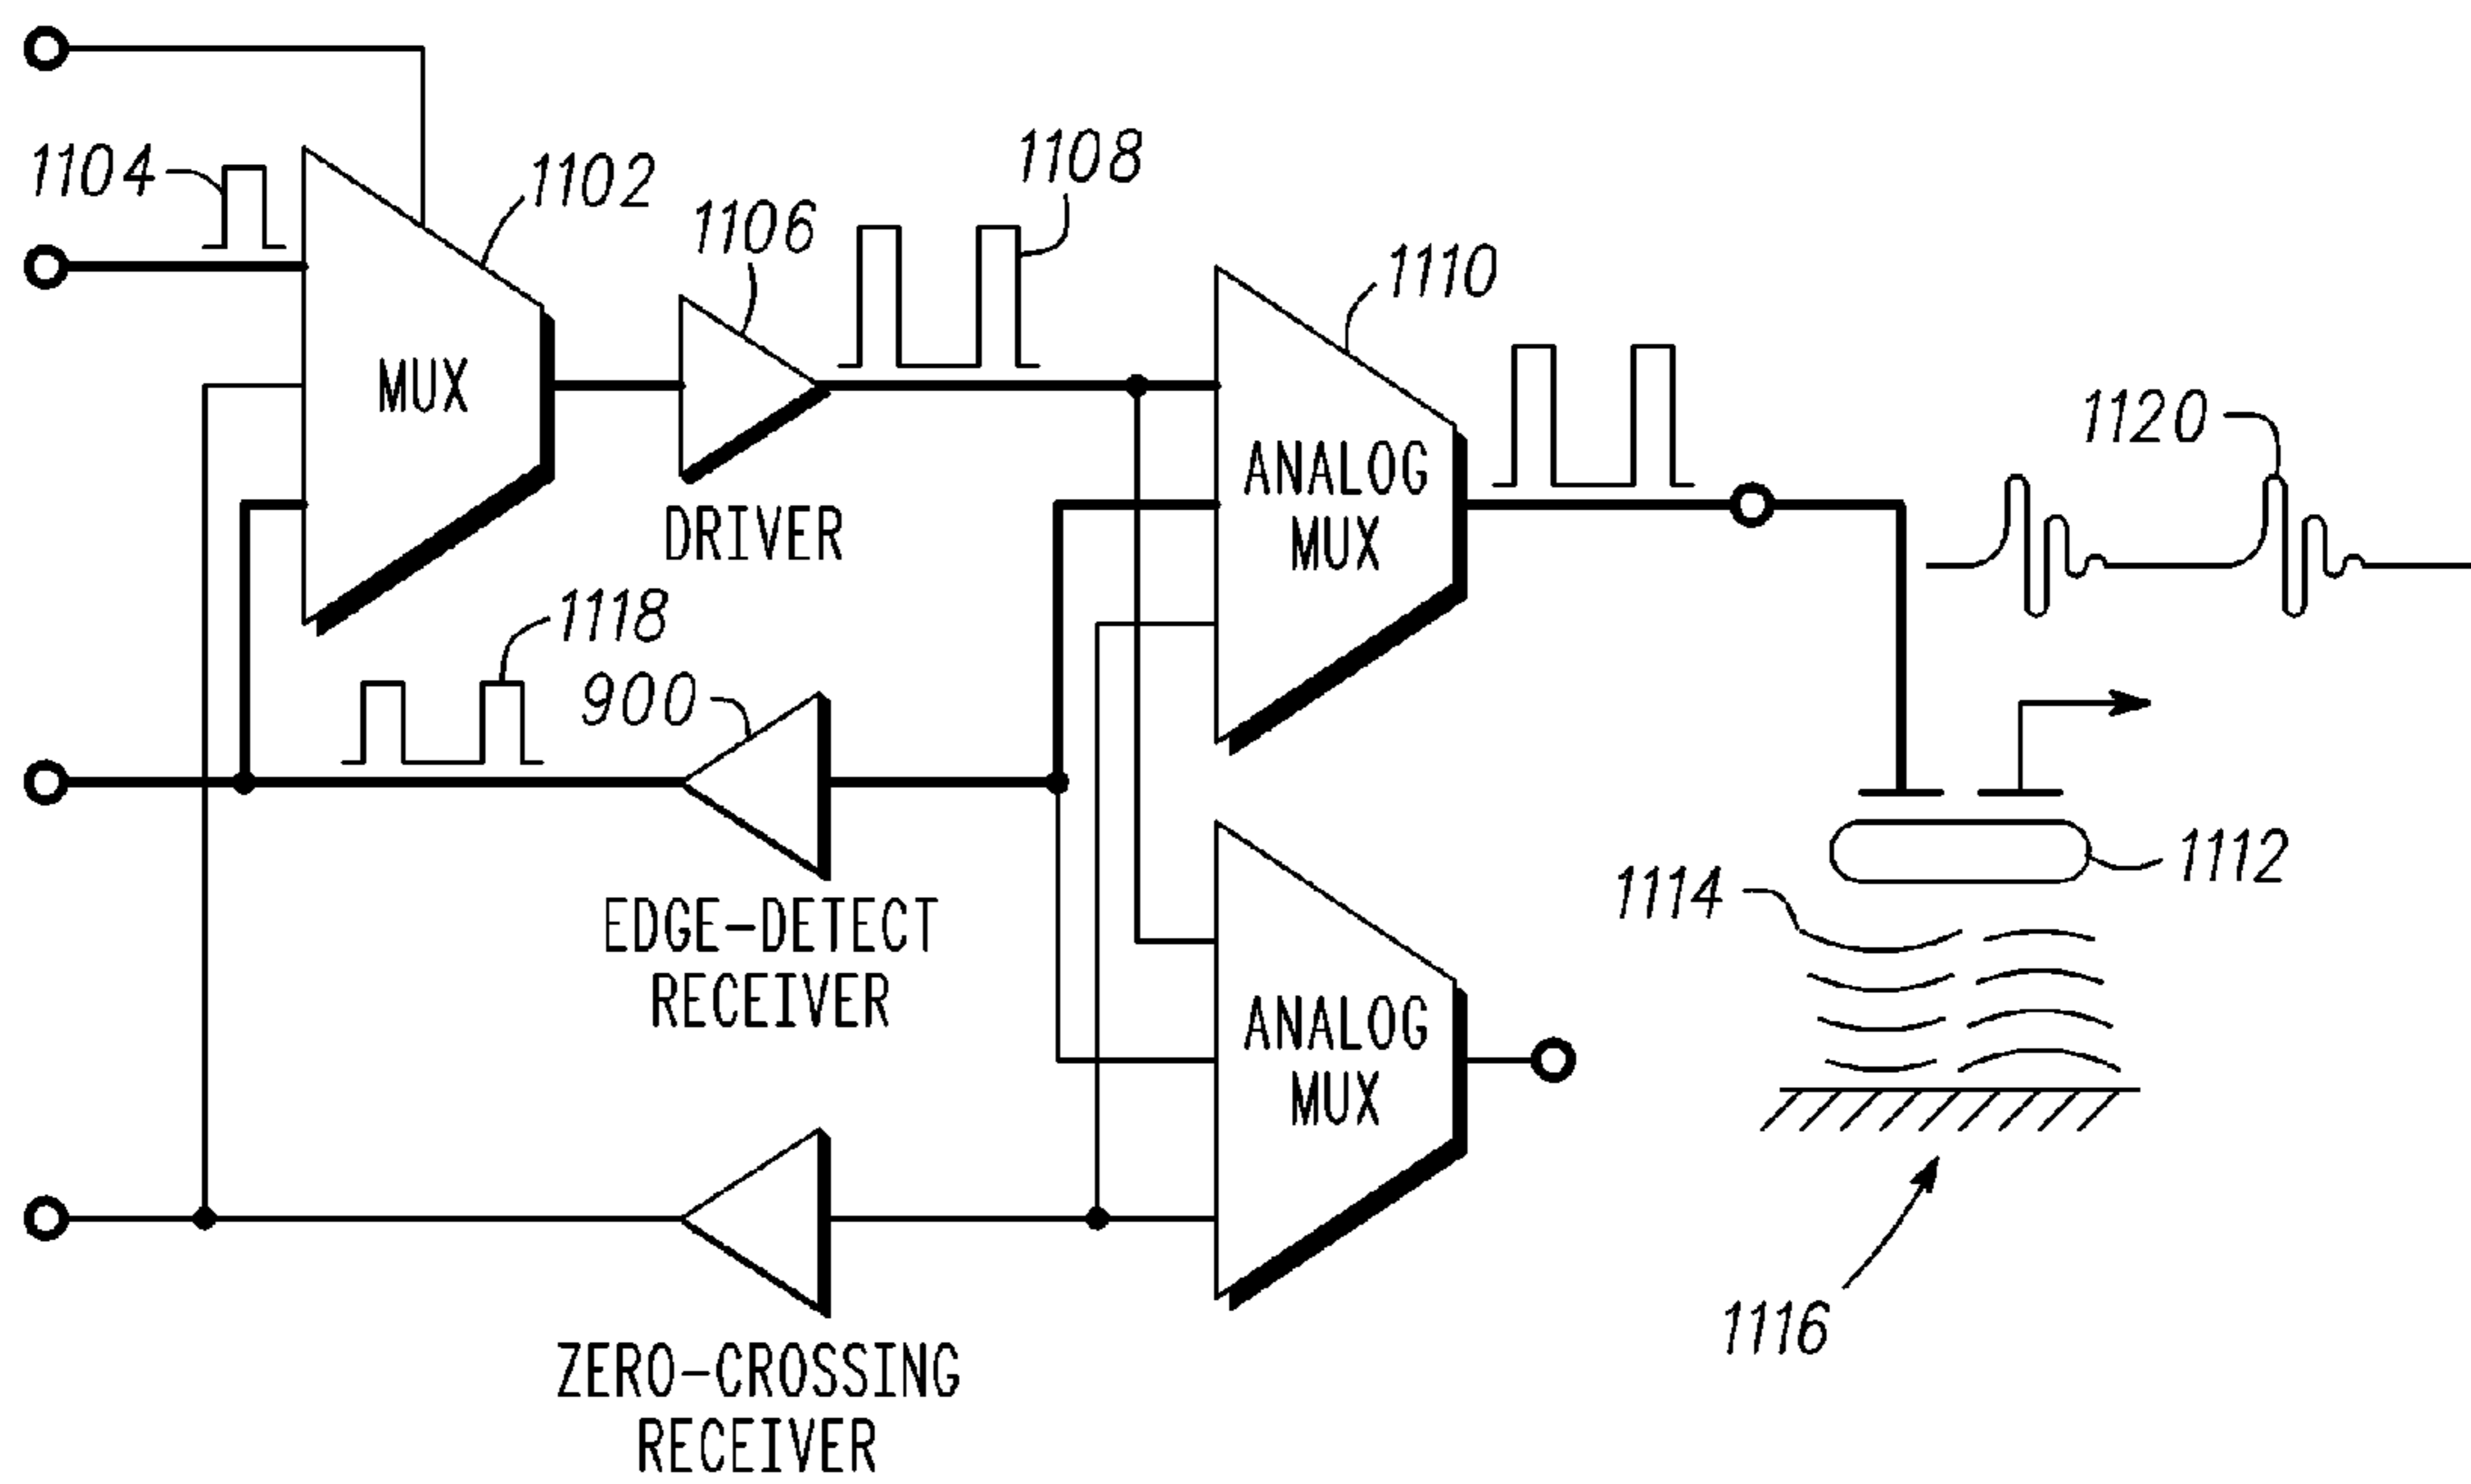 1104
1102
1106
1108
1110
1120
MUX
DRIVER
ANALOG
MUX
1118
900
EDGE-DETECT
RECEIVER
1112
1114
ANALOG
MUX
1116
ZERO-CROSSING
RECEIVER